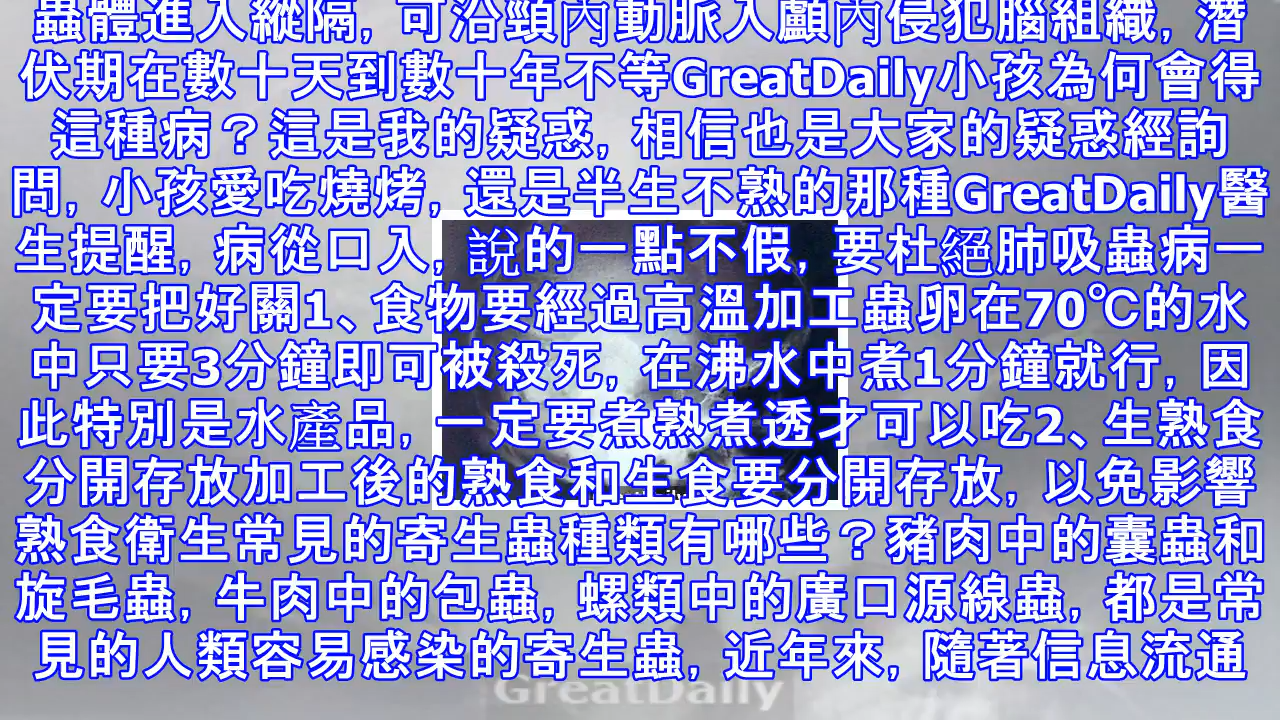 蟲體進入縱隔, 可沿頸內動脈入顱內侵犯腦組織, 潛
伏期在數十天到數十年不等GreatDaily小孩為何會得
這種病？這是我的疑惑, 相信也是大家的疑惑經詢
問, 小孩愛吃燒烤, 還是半生不熟的那種GreatDaily醫
生提醒, 病從口入, 說的一點不假, 要杜絕肺吸蟲病一
定要把好關1、食物要經過高溫加工蟲卵在70℃的水
中只要3分鐘即可被殺死, 在沸水中煮1分鐘就行, 因
此特別是水產品, 一定要煮熟煮透才可以吃2、生熟食
分開存放加工後的熟食和生食要分開存放, 以免影響
熟食衛生常見的寄生蟲種類有哪些？豬肉中的囊蟲和
旋毛蟲, 牛肉中的包蟲, 螺類中的廣口源線蟲, 都是常
見的人類容易感染的寄生蟲, 近年來, 隨著信息流通
GreatDaily